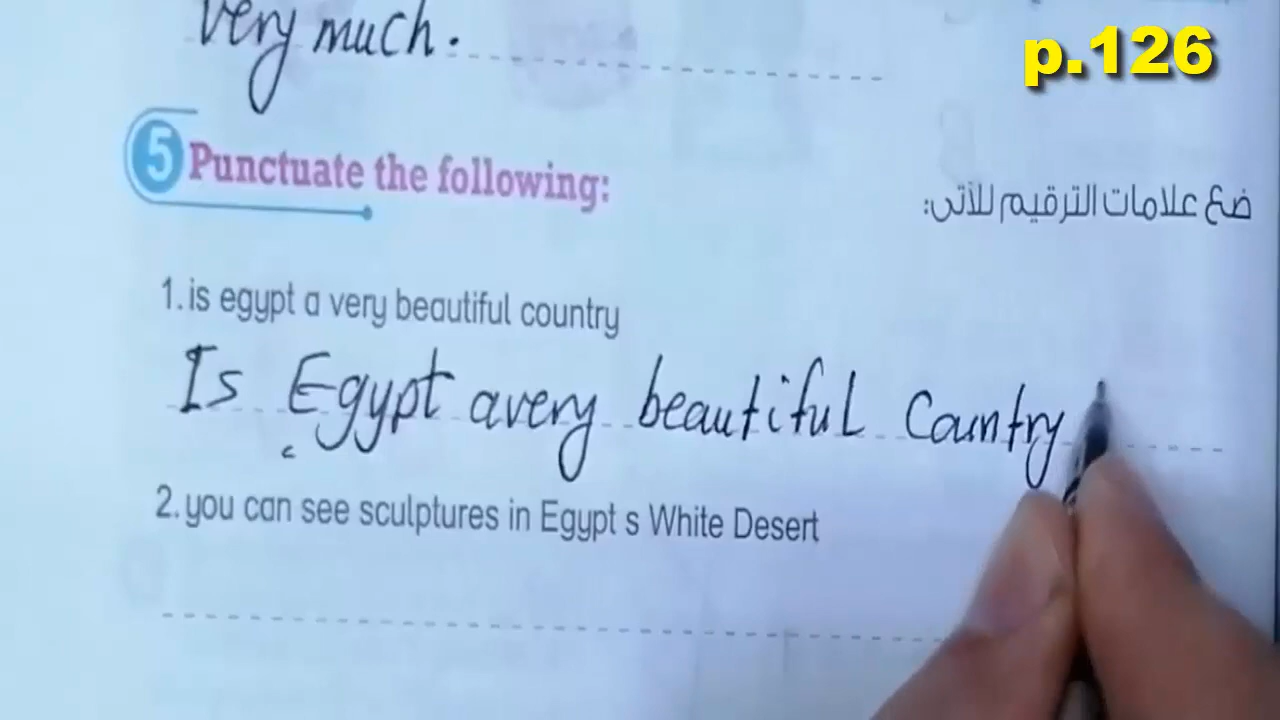 very much.
p.126
5 Punctuate the following:
ضع علامات الترقيم للآتى:
1. is egypt a very beautiful country
Is Egypt avery beautiful Country
2. you can see sculptures in Egypt s White Desert